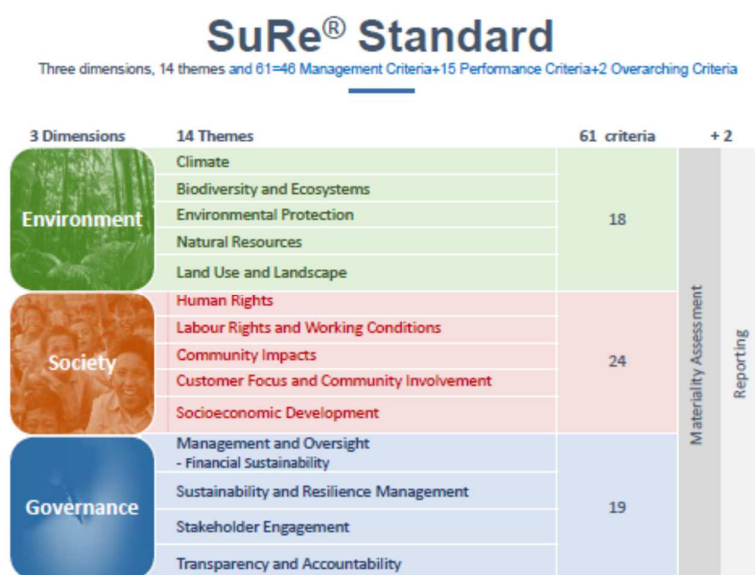 SuRe® Standard
Three dimensions, 14 themes and 61=46 Management Criteria+15 Performance Criteria+2 Overarching Criteria
3 Dimensions 14 Themes 61 criteria + 2
Environment
Climate
Biodiversity and Ecosystems
Environmental Protection
Natural Resources
Land Use and Landscape
18
Society
Human Rights
Labour Rights and Working Conditions
Community Impacts
Customer Focus and Community Involvement
Socioeconomic Development
24
Governance
Management and Oversight
- Financial Sustainability
Sustainability and Resilience Management
Stakeholder Engagement
Transparency and Accountability
19
Materiality Assessment
Reporting